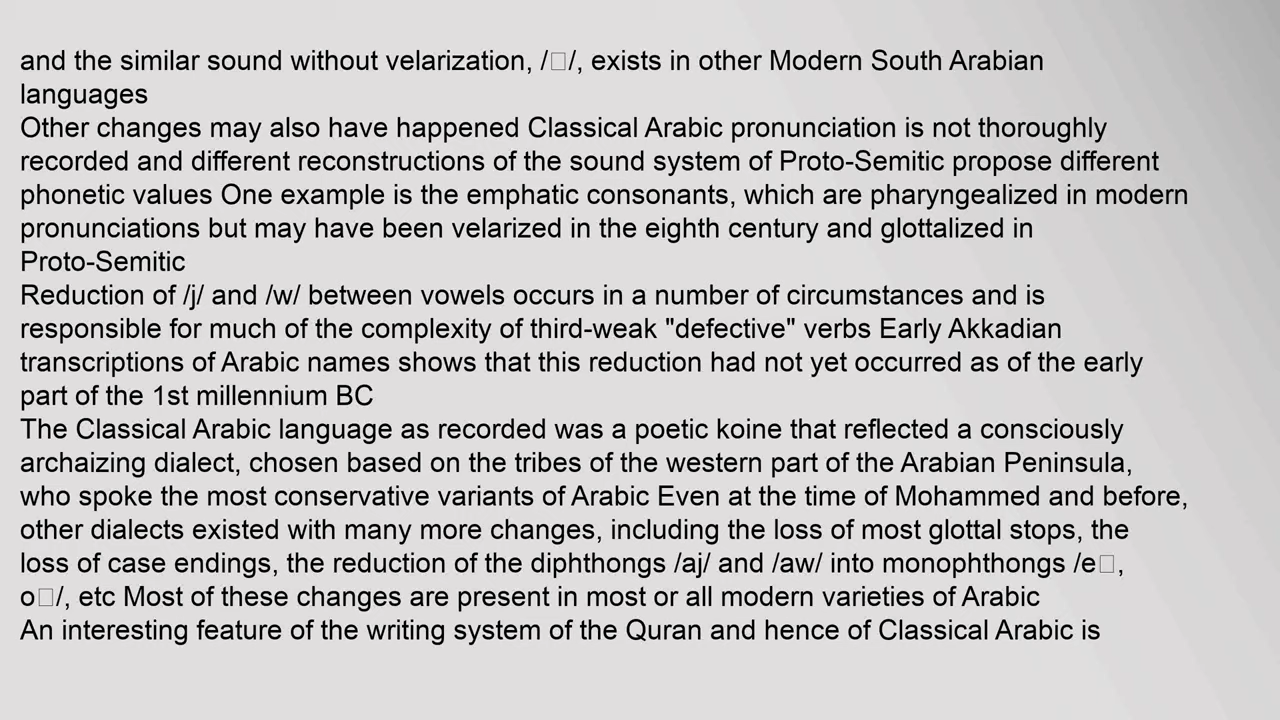 and the similar sound without velarization, /□/, exists in other Modern South Arabian
languages
Other changes may also have happened Classical Arabic pronunciation is not thoroughly
recorded and different reconstructions of the sound system of Proto-Semitic propose different
phonetic values One example is the emphatic consonants, which are pharyngealized in modern
pronunciations but may have been velarized in the eighth century and glottalized in
Proto-Semitic
Reduction of /j/ and /w/ between vowels occurs in a number of circumstances and is
responsible for much of the complexity of third-weak "defective" verbs Early Akkadian
transcriptions of Arabic names shows that this reduction had not yet occurred as of the early
part of the 1st millennium BC
The Classical Arabic language as recorded was a poetic koine that reflected a consciously
archaizing dialect, chosen based on the tribes of the western part of the Arabian Peninsula,
who spoke the most conservative variants of Arabic Even at the time of Mohammed and before,
other dialects existed with many more changes, including the loss of most glottal stops, the
loss of case endings, the reduction of the diphthongs /aj/ and /aw/ into monophthongs /e□,
o□/, etc Most of these changes are present in most or all modern varieties of Arabic
An interesting feature of the writing system of the Quran and hence of Classical Arabic is